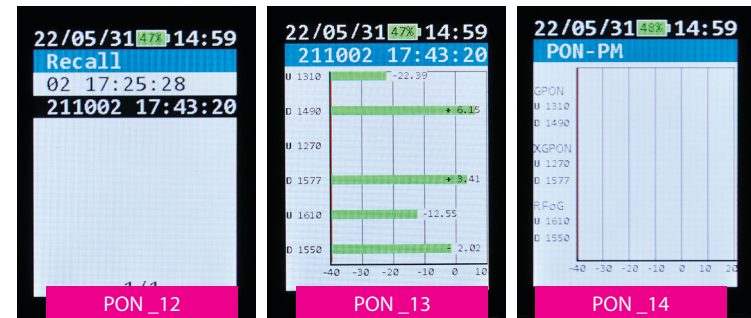 22/05/31 47% 14:59
Recall
02 17:25:28
211002 17:43:20
1/1
PON _12
22/05/31 47% 14:59
211002 17:43:20
U 1310 -22.39
D 1490 + 6.15
U 1270
D 1577 + 3.41
U 1610 -12.55
D 1550 - 2.02
-40 -30 -20 -10 0 10
PON _13
22/05/31 48% 14:59
PON-PM
GPON
U 1310
D 1490
XGPON
U 1270
D 1577
RFoG
U 1610
D 1550
-40 -30 -20 -10 0 10 20
PON _14